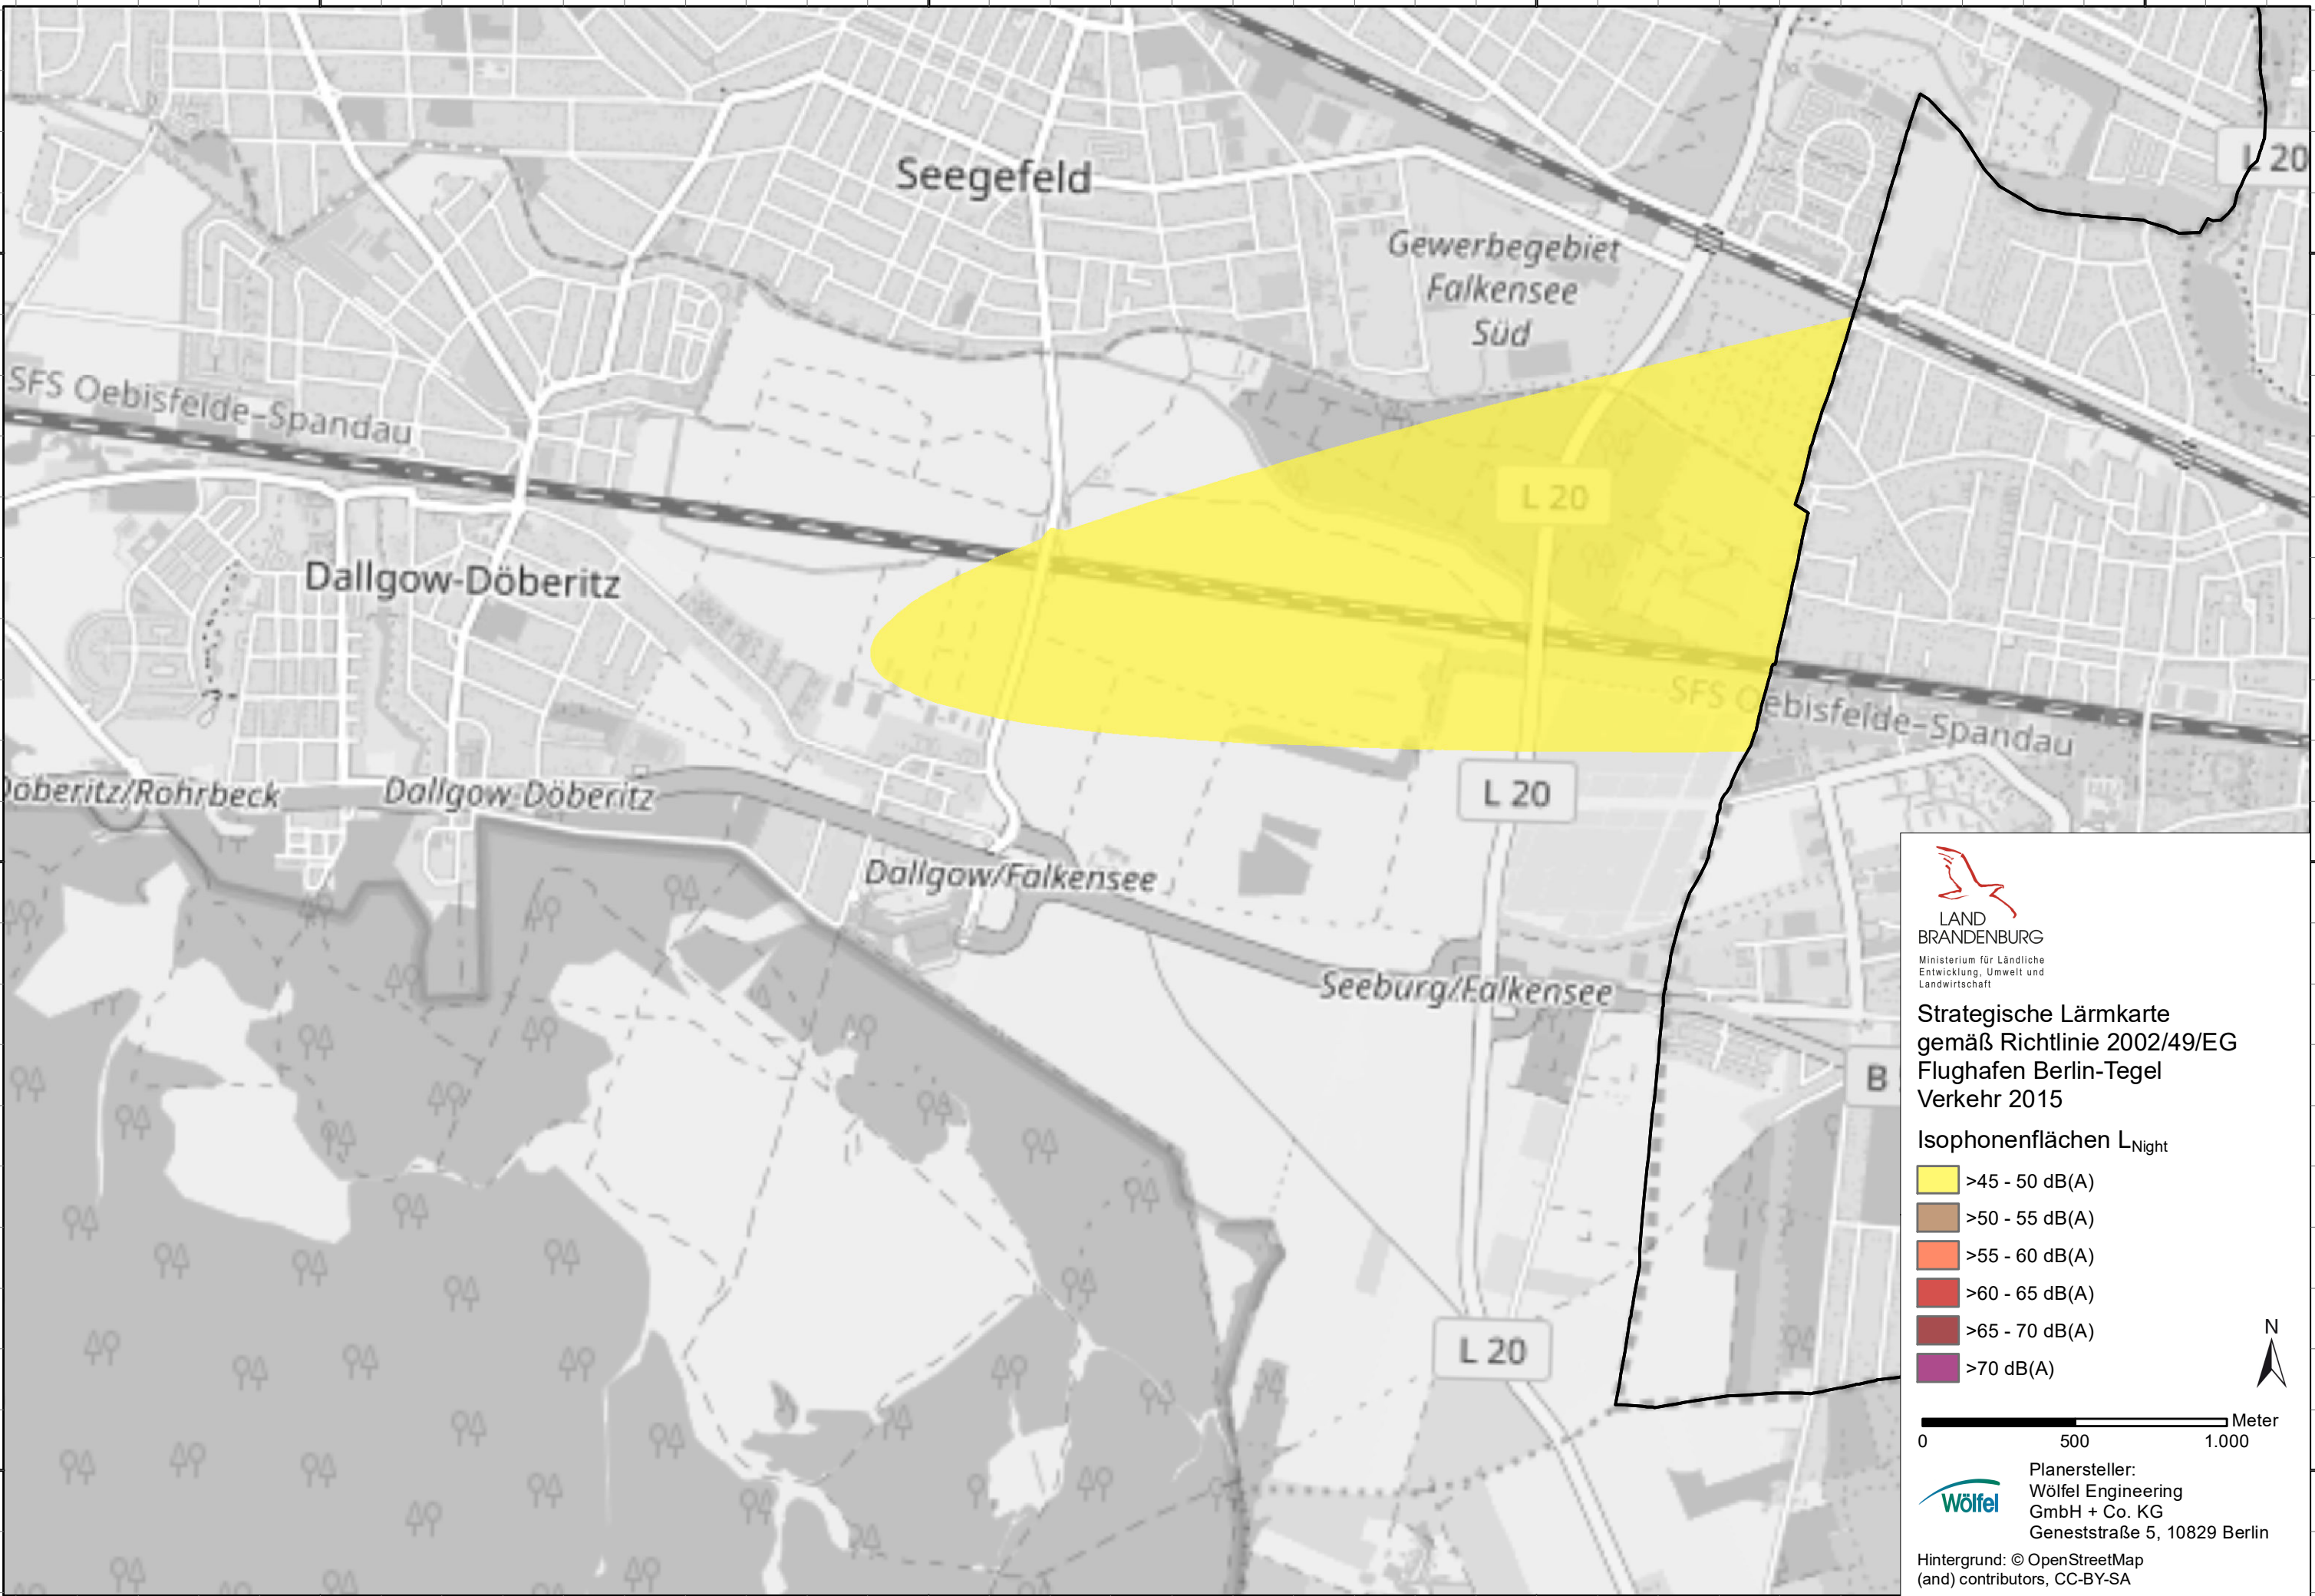 Seegefeld
L 20
Gewerbegebiet
Falkensee
Süd
SFS Oebisfelde-Spandau
L 20
Dallgow-Döberitz
SFS Oebisfelde-Spandau
Döberitz/Rohrbeck
Dallgow-Döberitz
L 20
Dallgow/Falkensee
Seeburg/Falkensee
B
L 20
LAND
BRANDENBURG
Ministerium für Ländliche
Entwicklung, Umwelt und
Landwirtschaft
Strategische Lärmkarte
gemäß Richtlinie 2002/49/EG
Flughafen Berlin-Tegel
Verkehr 2015
Isophonenflächen LNight
>45 - 50 dB(A)
>50 - 55 dB(A)
>55 - 60 dB(A)
>60 - 65 dB(A)
>65 - 70 dB(A)
>70 dB(A)
N
Meter
0 500 1.000
Wölfel
Planersteller:
Wölfel Engineering
GmbH + Co. KG
Geneststraße 5, 10829 Berlin
Hintergrund: © OpenStreetMap
(and) contributors, CC-BY-SA